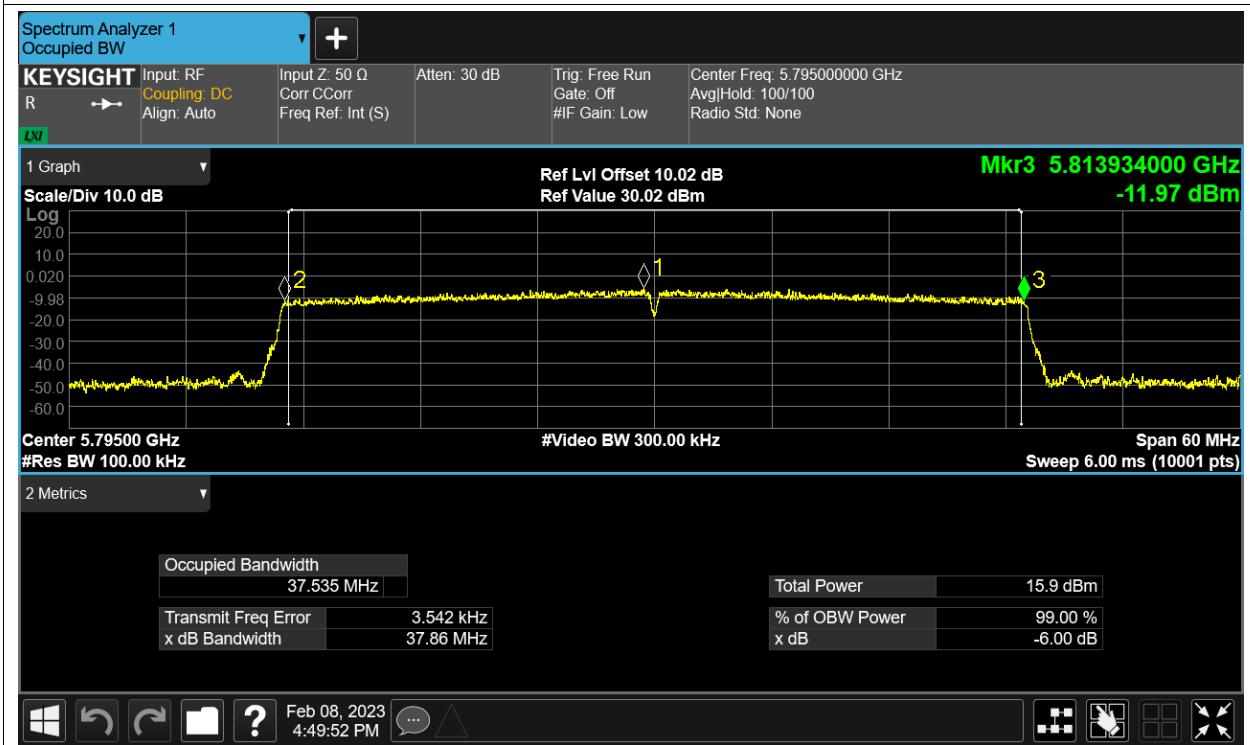 Spectrum Analyzer 1
Occupied BW
KEYSIGHT
R
LXI
Input: RF
Coupling: DC
Align: Auto
Input Z: 50 Ω
Corr CCorr
Freq Ref: Int (S)
Atten: 30 dB
Trig: Free Run
Gate: Off
#IF Gain: Low
Center Freq: 5.795000000 GHz
Avg|Hold: 100/100
Radio Std: None
1 Graph
Scale/Div 10.0 dB
Ref Lvl Offset 10.02 dB
Ref Value 30.02 dBm
Mkr3 5.813934000 GHz
-11.97 dBm
Log
20.0
10.0
0.020
-9.98
-20.0
-30.0
-40.0
-50.0
-60.0
2
1
3
Center 5.79500 GHz
#Res BW 100.00 kHz
#Video BW 300.00 kHz
Span 60 MHz
Sweep 6.00 ms (10001 pts)
2 Metrics
Occupied Bandwidth
37.535 MHz
Transmit Freq Error 3.542 kHz
x dB Bandwidth 37.86 MHz
Total Power 15.9 dBm
% of OBW Power 99.00 %
x dB -6.00 dB
?
Feb 08, 2023
4:49:52 PM